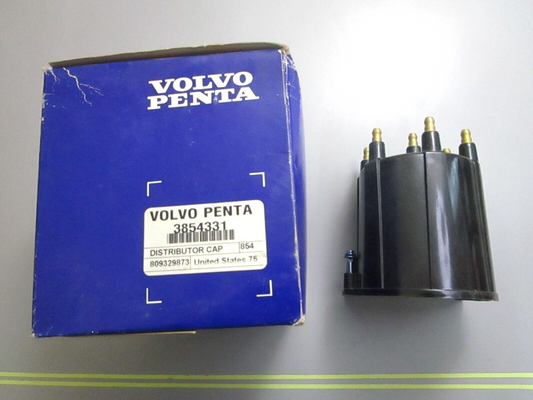 VOLVO
PENTA
VOLVO PENTA
3854331
DISTRIBUTOR CAP 854
809329873 United States 75